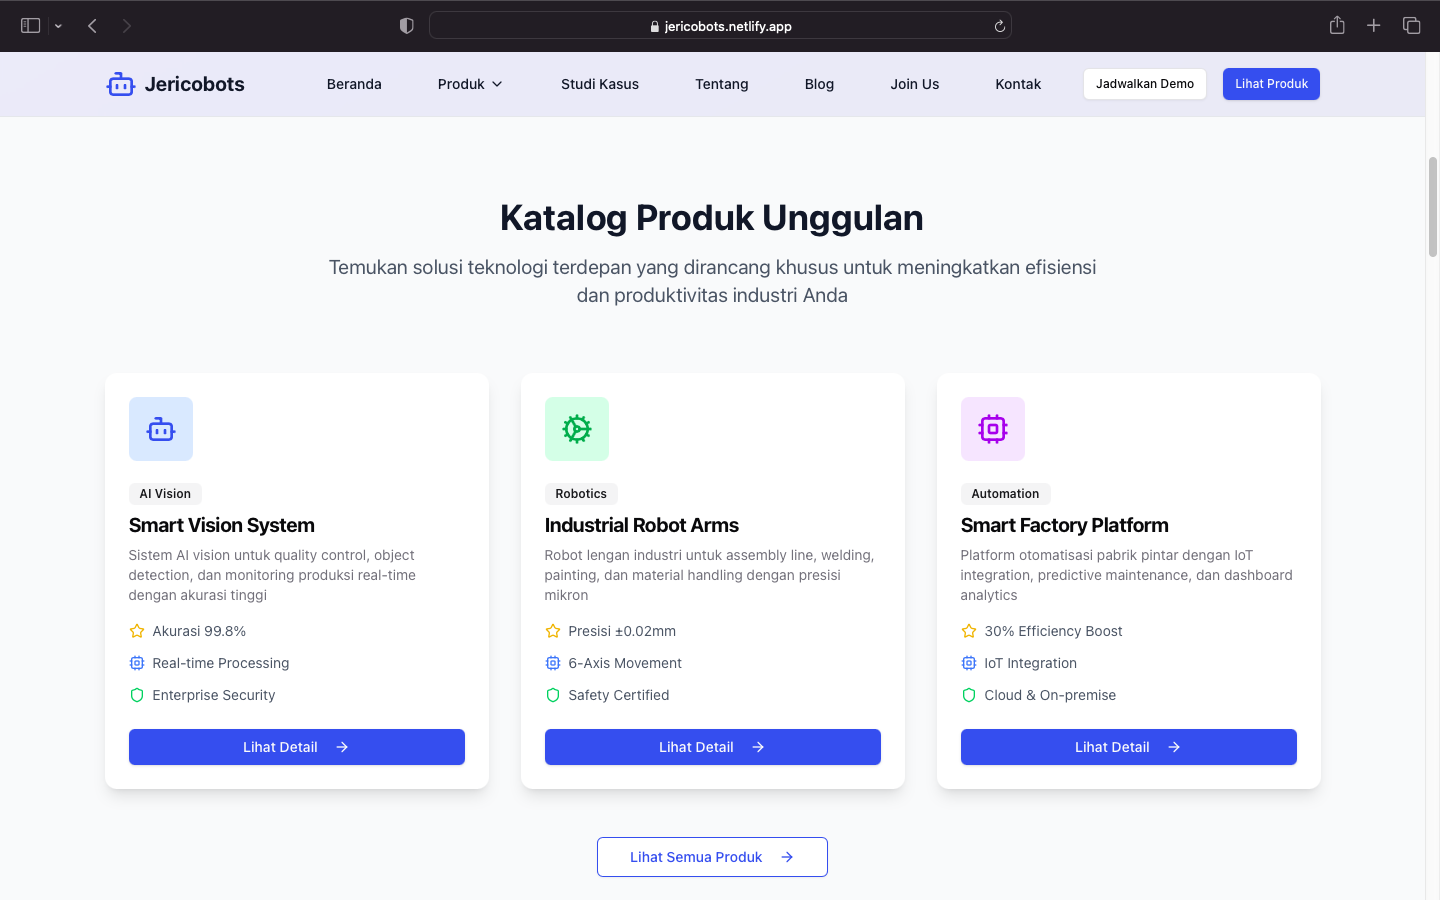 jericobots.netlify.app
Jericobots
Beranda
Produk
Studi Kasus
Tentang
Blog
Join Us
Kontak
Jadwalkan Demo
Lihat Produk
Katalog Produk Unggulan
Temukan solusi teknologi terdepan yang dirancang khusus untuk meningkatkan efisiensi
dan produktivitas industri Anda
AI Vision
Smart Vision System
Sistem AI vision untuk quality control, object
detection, dan monitoring produksi real-time
dengan akurasi tinggi
Akurasi 99.8%
Real-time Processing
Enterprise Security
Lihat Detail
Robotics
Industrial Robot Arms
Robot lengan industri untuk assembly line, welding,
painting, dan material handling dengan presisi
mikron
Presisi ±0.02mm
6-Axis Movement
Safety Certified
Lihat Detail
Automation
Smart Factory Platform
Platform otomatisasi pabrik pintar dengan IoT
integration, predictive maintenance, dan dashboard
analytics
30% Efficiency Boost
IoT Integration
Cloud & On-premise
Lihat Detail
Lihat Semua Produk